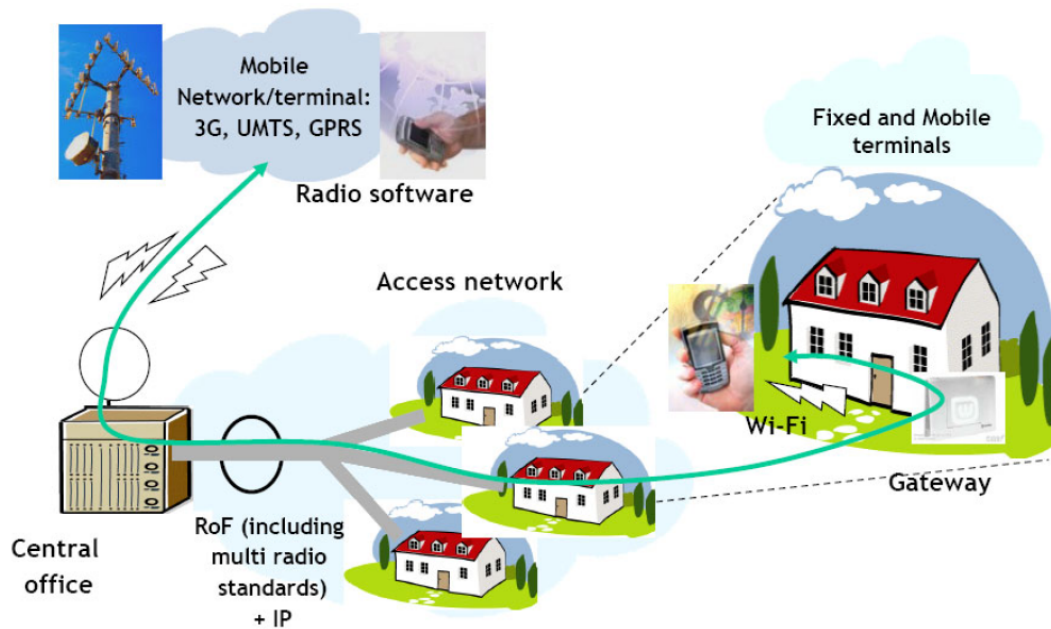 Mobile
Network/terminal:
3G, UMTS, GPRS
Radio software
Fixed and Mobile
terminals
Access network
Wi-Fi
Gateway
Central
office
RoF (including
multi radio
standards)
+ IP